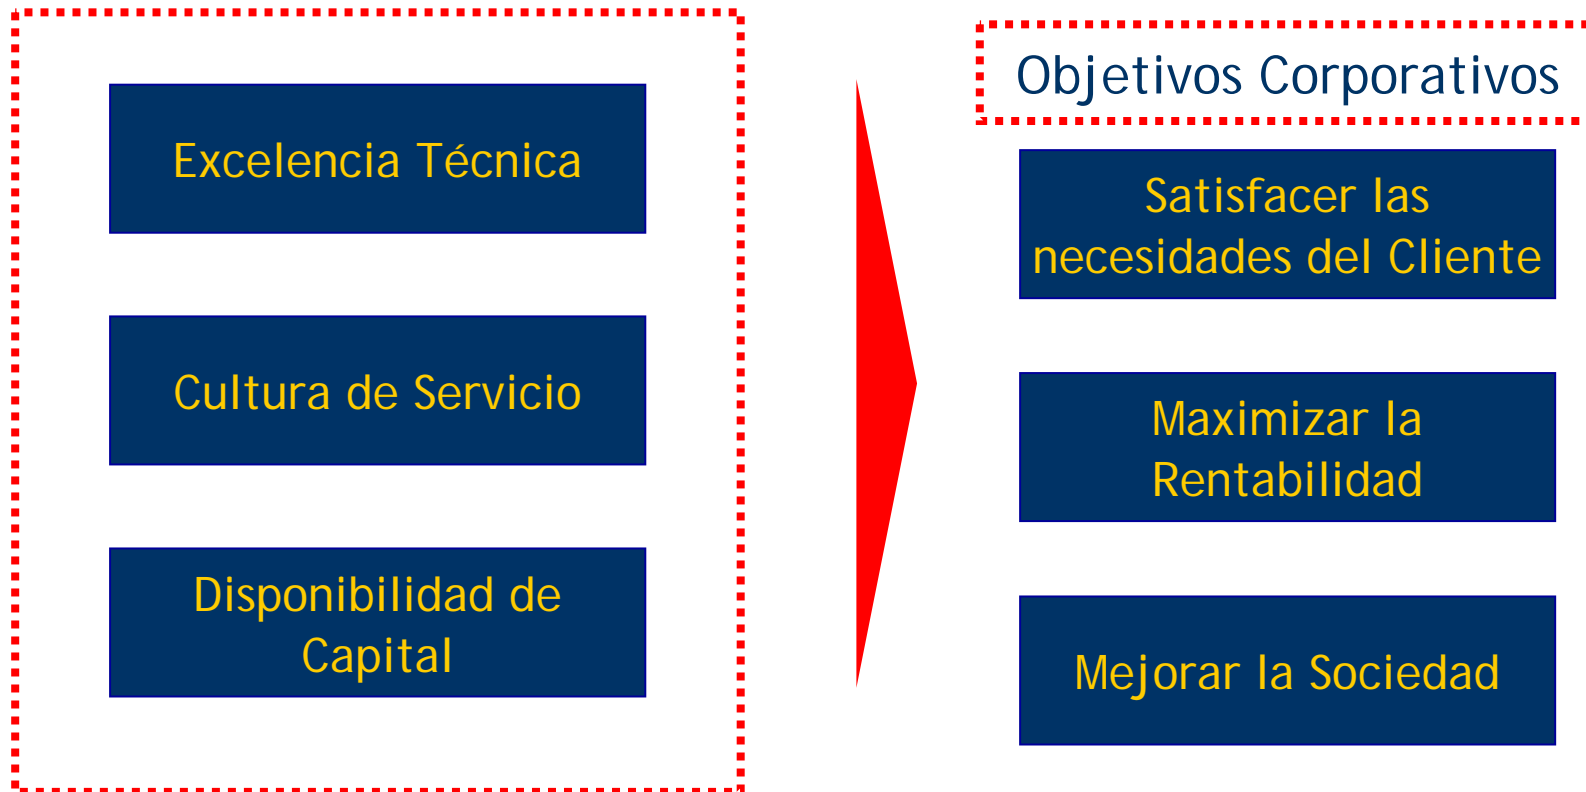 Excelencia Técnica
Cultura de Servicio
Disponibilidad de
Capital
Objetivos Corporativos
Satisfacer las
necesidades del Cliente
Maximizar la
Rentabilidad
Mejorar la Sociedad